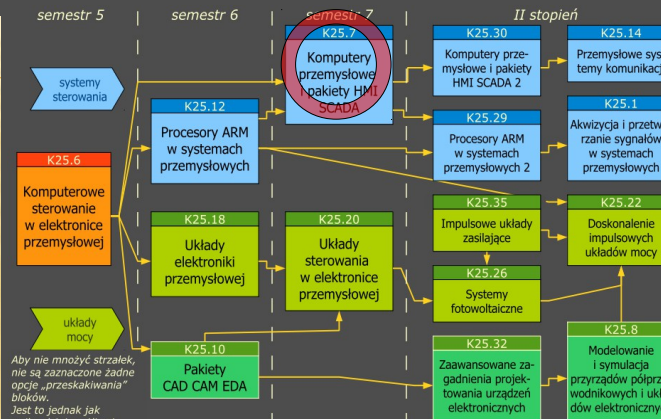 semestr 5
semestr 6
semestr 7
II stopień
systemy
sterowania
K25.6
Komputerowe
sterowanie
w elektronice
przemysłowej
układy
mocy
Aby nie mnożyć strzałek,
nie są zaznaczone żadne
opcje „przeskakiwania”
bloków.
Jest to jednak jak
K25.12
Procesory ARM
w systemach
przemysłowych
K25.18
Układy
elektroniki
przemysłowej
K25.10
Pakiety
CAD CAM EDA
K25.7
Komputery
przemysłowe
i pakiety HMI
SCADA
K25.20
Układy
sterowania
w elektronice
przemysłowej
K25.30
Komputery prze-
mysłowe i pakiety
HMI SCADA 2
K25.29
Procesory ARM
w systemach
przemysłowych 2
K25.35
Impulsowe układy
zasilające
K25.26
Systemy
fotowoltaiczne
K25.32
Zaawansowane za-
gadnienia projek-
towania urządzeń
elektronicznych
K25.14
Przemysłowe sys
temy komunikacj
K25.1
Akwizycja i przetw
rzanie sygnałów
w systemach
przemysłowych
K25.22
Doskonalenie
impulsowych
układów mocy
K25.8
Modelowanie
i symulacja
przyrządów półprz
wodnikowych i ukł
dów elektroniczny